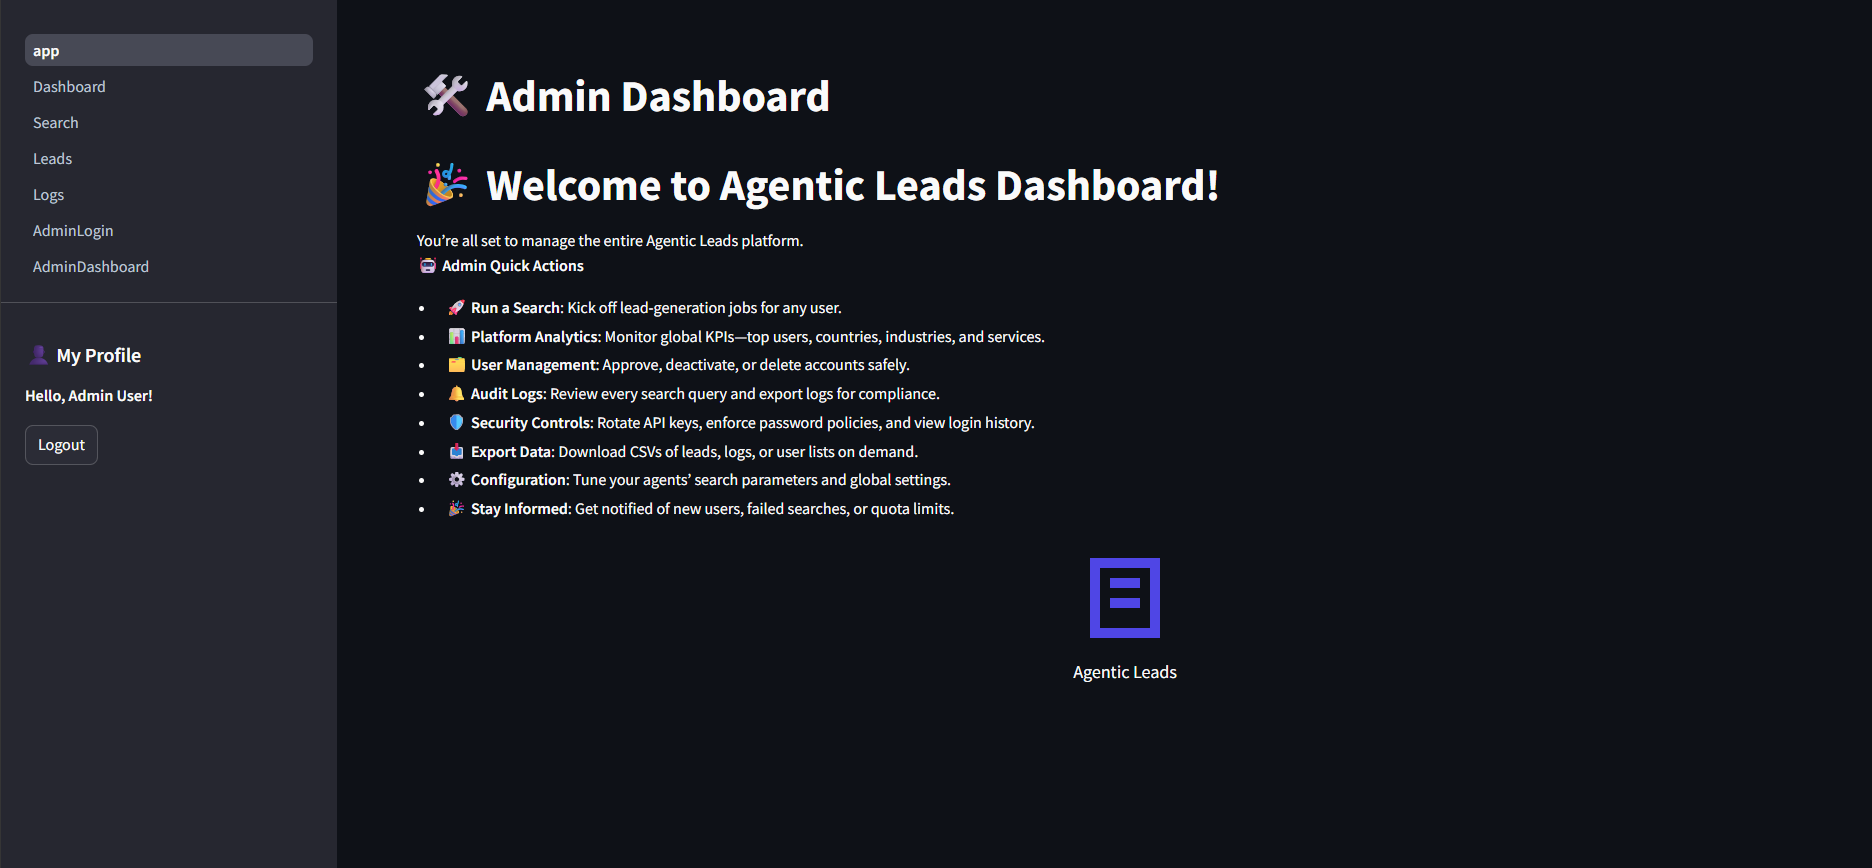 app
Dashboard
Search
Leads
Logs
AdminLogin
AdminDashboard
👤 My Profile
Hello, Admin User!
Logout
🛠️ Admin Dashboard
🎉 Welcome to Agentic Leads Dashboard!
You’re all set to manage the entire Agentic Leads platform.
🤖 Admin Quick Actions
• 🚀 Run a Search: Kick off lead-generation jobs for any user.
• 📊 Platform Analytics: Monitor global KPIs—top users, countries, industries, and services.
• 🗂️ User Management: Approve, deactivate, or delete accounts safely.
• 🔔 Audit Logs: Review every search query and export logs for compliance.
• 🛡️ Security Controls: Rotate API keys, enforce password policies, and view login history.
• 📥 Export Data: Download CSVs of leads, logs, or user lists on demand.
• ⚙️ Configuration: Tune your agents’ search parameters and global settings.
• 🎉 Stay Informed: Get notified of new users, failed searches, or quota limits.
Agentic Leads